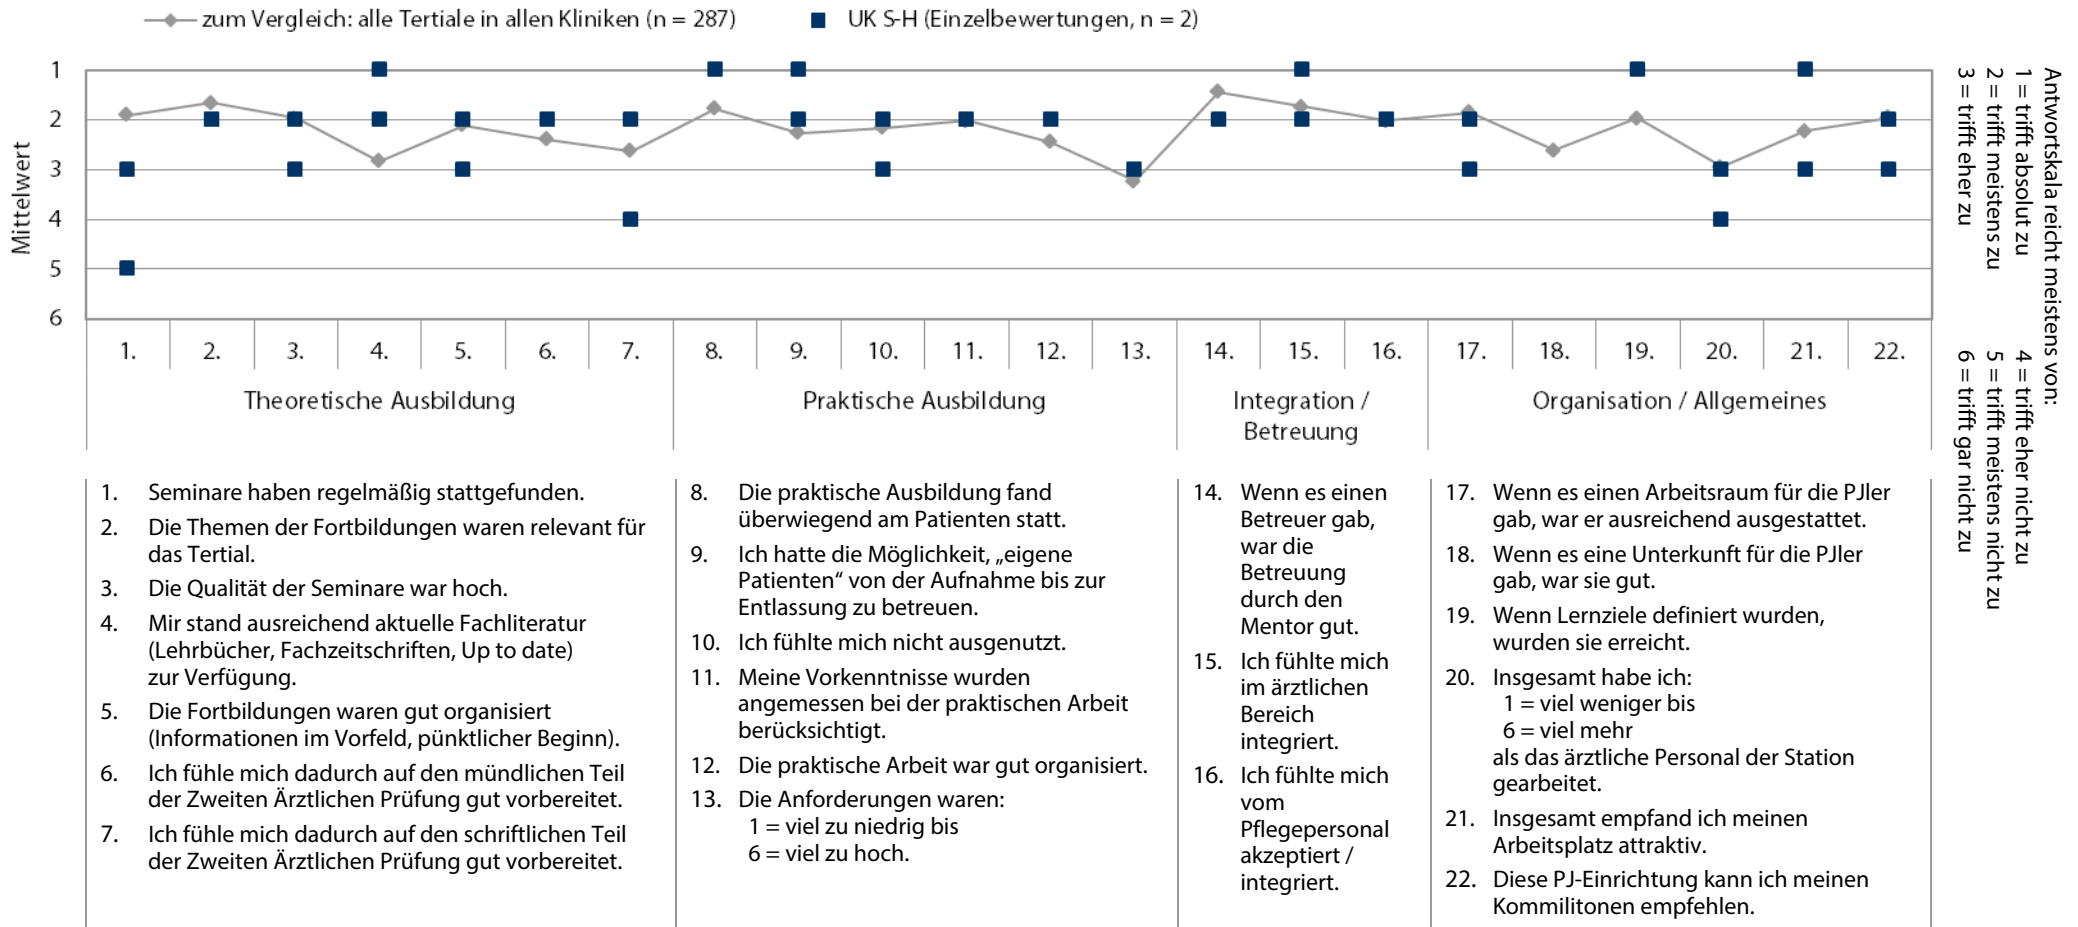 zum Vergleich: alle Tertiale in allen Kliniken (n = 287)
UK S-H (Einzelbewertungen, n = 2)
Mittelwert
1
2
3
4
5
6
1. 2. 3. 4. 5. 6. 7. 8. 9. 10. 11. 12. 13. 14. 15. 16. 17. 18. 19. 20. 21. 22.
Theoretische Ausbildung
Praktische Ausbildung
Integration /
Betreuung
Organisation / Allgemeines
Antwortskala reicht meistens von:
1 = trifft absolut zu
2 = trifft meistens zu
3 = trifft eher zu
4 = trifft eher nicht zu
5 = trifft meistens nicht zu
6 = trifft gar nicht zu
1. Seminare haben regelmäßig stattgefunden.
2. Die Themen der Fortbildungen waren relevant für
das Tertial.
3. Die Qualität der Seminare war hoch.
4. Mir stand ausreichend aktuelle Fachliteratur
(Lehrbücher, Fachzeitschriften, Up to date)
zur Verfügung.
5. Die Fortbildungen waren gut organisiert
(Informationen im Vorfeld, pünktlicher Beginn).
6. Ich fühle mich dadurch auf den mündlichen Teil
der Zweiten Ärztlichen Prüfung gut vorbereitet.
7. Ich fühle mich dadurch auf den schriftlichen Teil
der Zweiten Ärztlichen Prüfung gut vorbereitet.
8. Die praktische Ausbildung fand
überwiegend am Patienten statt.
9. Ich hatte die Möglichkeit, „eigene
Patienten“ von der Aufnahme bis zur
Entlassung zu betreuen.
10. Ich fühlte mich nicht ausgenutzt.
11. Meine Vorkenntnisse wurden
angemessen bei der praktischen Arbeit
berücksichtigt.
12. Die praktische Arbeit war gut organisiert.
13. Die Anforderungen waren:
1 = viel zu niedrig bis
6 = viel zu hoch.
14. Wenn es einen
Betreuer gab,
war die
Betreuung
durch den
Mentor gut.
15. Ich fühlte mich
im ärztlichen
Bereich
integriert.
16. Ich fühlte mich
vom
Pflegepersonal
akzeptiert /
integriert.
17. Wenn es einen Arbeitsraum für die PJler
gab, war er ausreichend ausgestattet.
18. Wenn es eine Unterkunft für die PJler
gab, war sie gut.
19. Wenn Lernziele definiert wurden,
wurden sie erreicht.
20. Insgesamt habe ich:
1 = viel weniger bis
6 = viel mehr
als das ärztliche Personal der Station
gearbeitet.
21. Insgesamt empfand ich meinen
Arbeitsplatz attraktiv.
22. Diese PJ-Einrichtung kann ich meinen
Kommilitonen empfehlen.